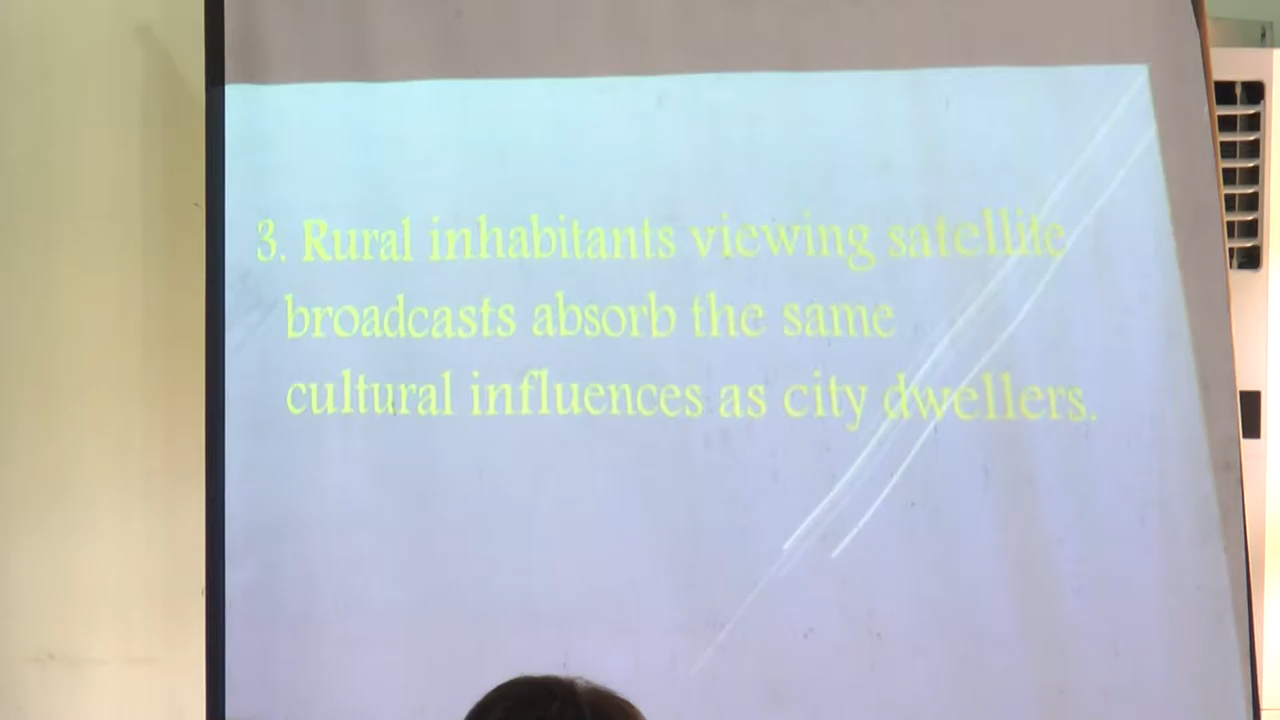 3. Rural inhabitants viewing satellite
broadcasts absorb the same
cultural influences as city dwellers.